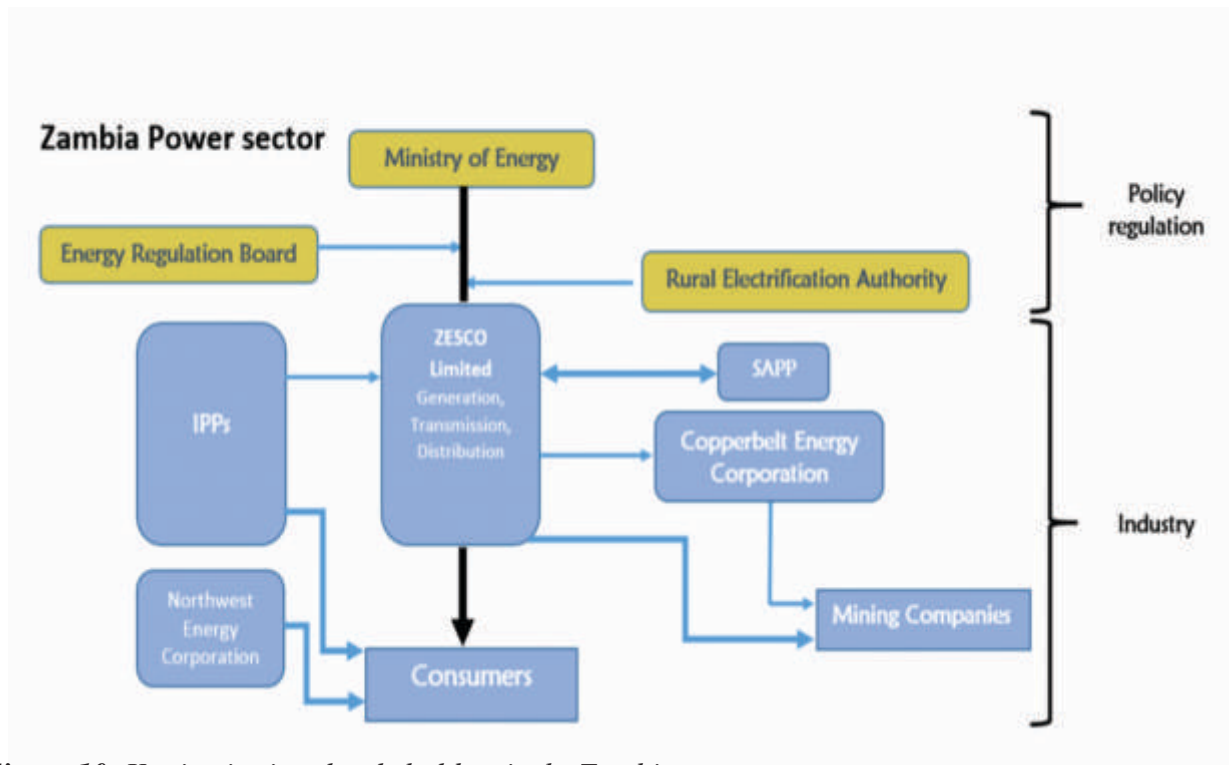 Zambia Power sector
Ministry of Energy
Policy
regulation
Energy Regulation Board
Rural Electrification Authority
ZESCO
Limited
Generation,
Transmission,
Distribution
SAPP
IPPs
Copperbelt Energy
Corporation
Industry
Northwest
Energy
Corporation
Mining Companies
Consumers